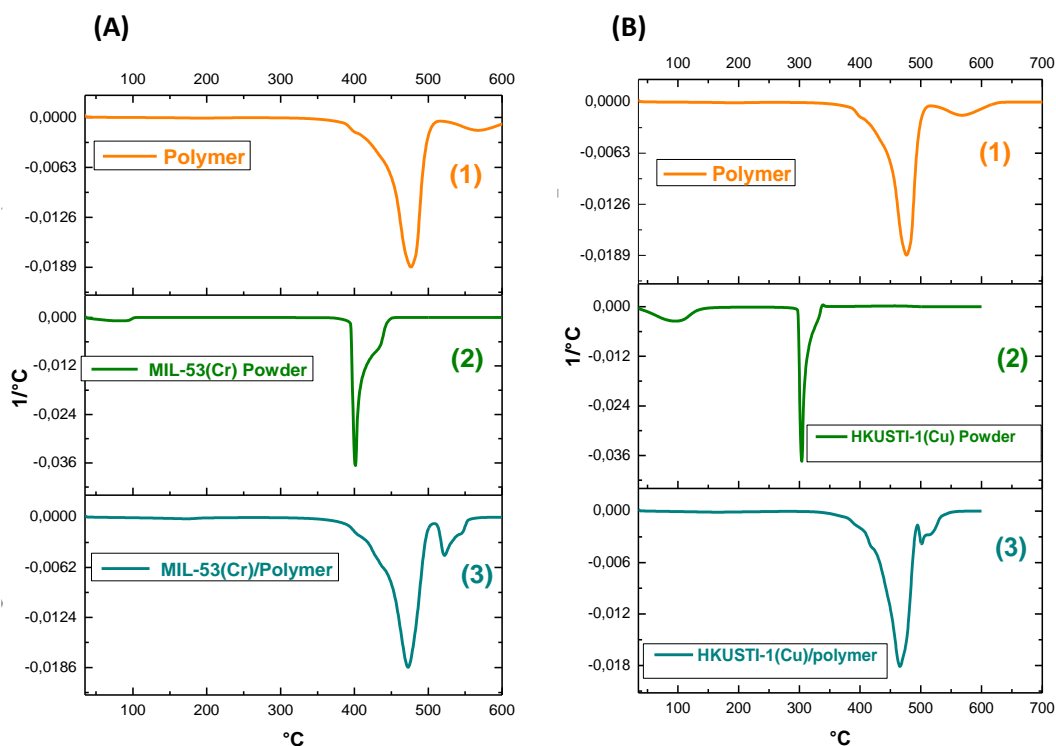 (A)
100 200 300 400 500 600
0,0000
-0,0063
-0,0126
-0,0189
Polymer
(1)
0,000
-0,012
-0,024
-0,036
MIL-53(Cr) Powder
(2)
0,0000
-0,0062
-0,0124
-0,0186
MIL-53(Cr)/Polymer
(3)
1/°C
100 200 300 400 500 600
°C
(B)
100 200 300 400 500 600 700
0,0000
-0,0063
-0,0126
-0,0189
Polymer
(1)
0,000
-0,012
-0,024
-0,036
HKUSTI-1(Cu) Powder
(2)
0,000
-0,006
-0,012
-0,018
HKUSTI-1(Cu)/polymer
(3)
1/°C
100 200 300 400 500 600 700
°C